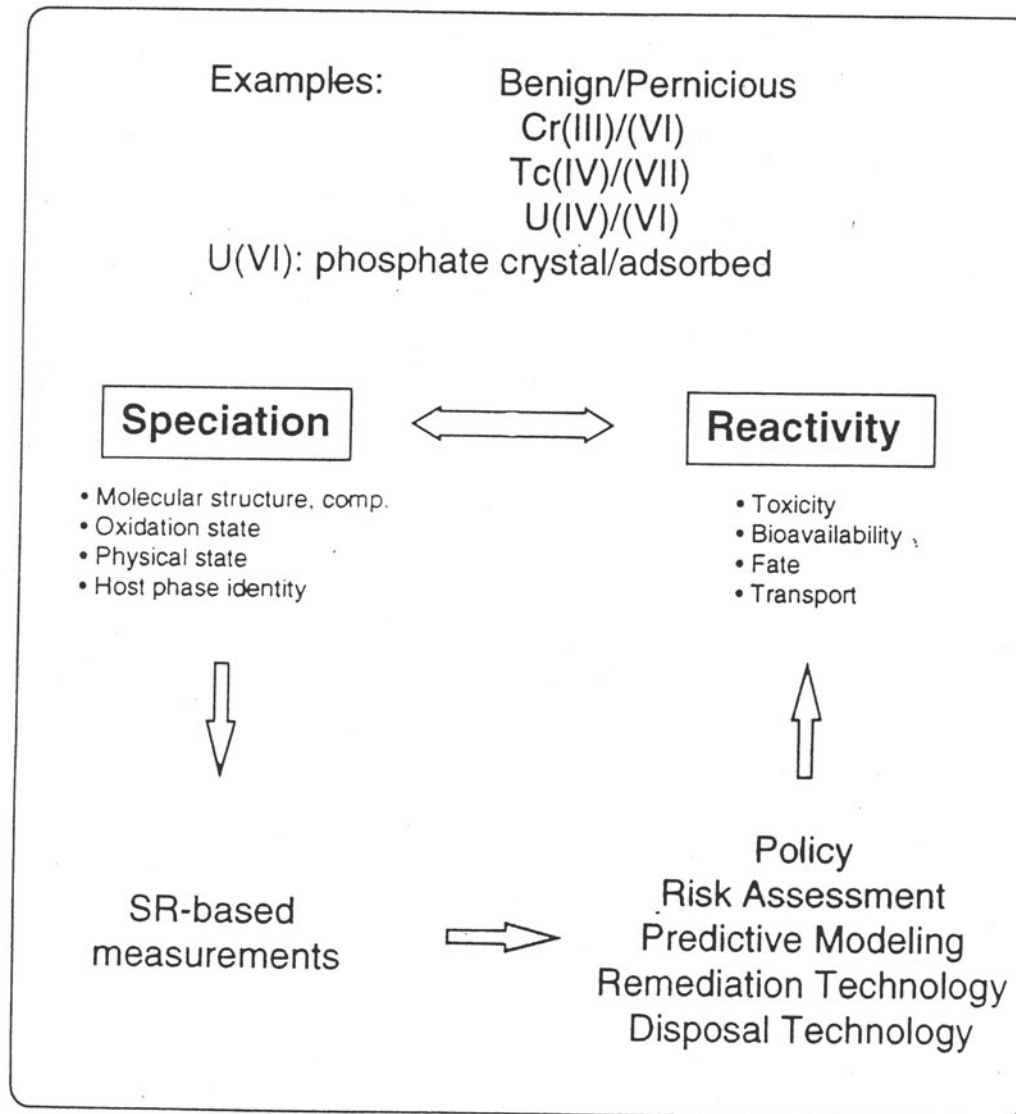 Examples: Benign/Pernicious
Cr(III)/(VI)
Tc(IV)/(VII)
U(IV)/(VI)
U(VI): phosphate crystal/adsorbed
Speciation
Reactivity
• Molecular structure, comp.
• Oxidation state
• Physical state
• Host phase identity
• Toxicity
• Bioavailability
• Fate
• Transport
SR-based
measurements
Policy
Risk Assessment
Predictive Modeling
Remediation Technology
Disposal Technology